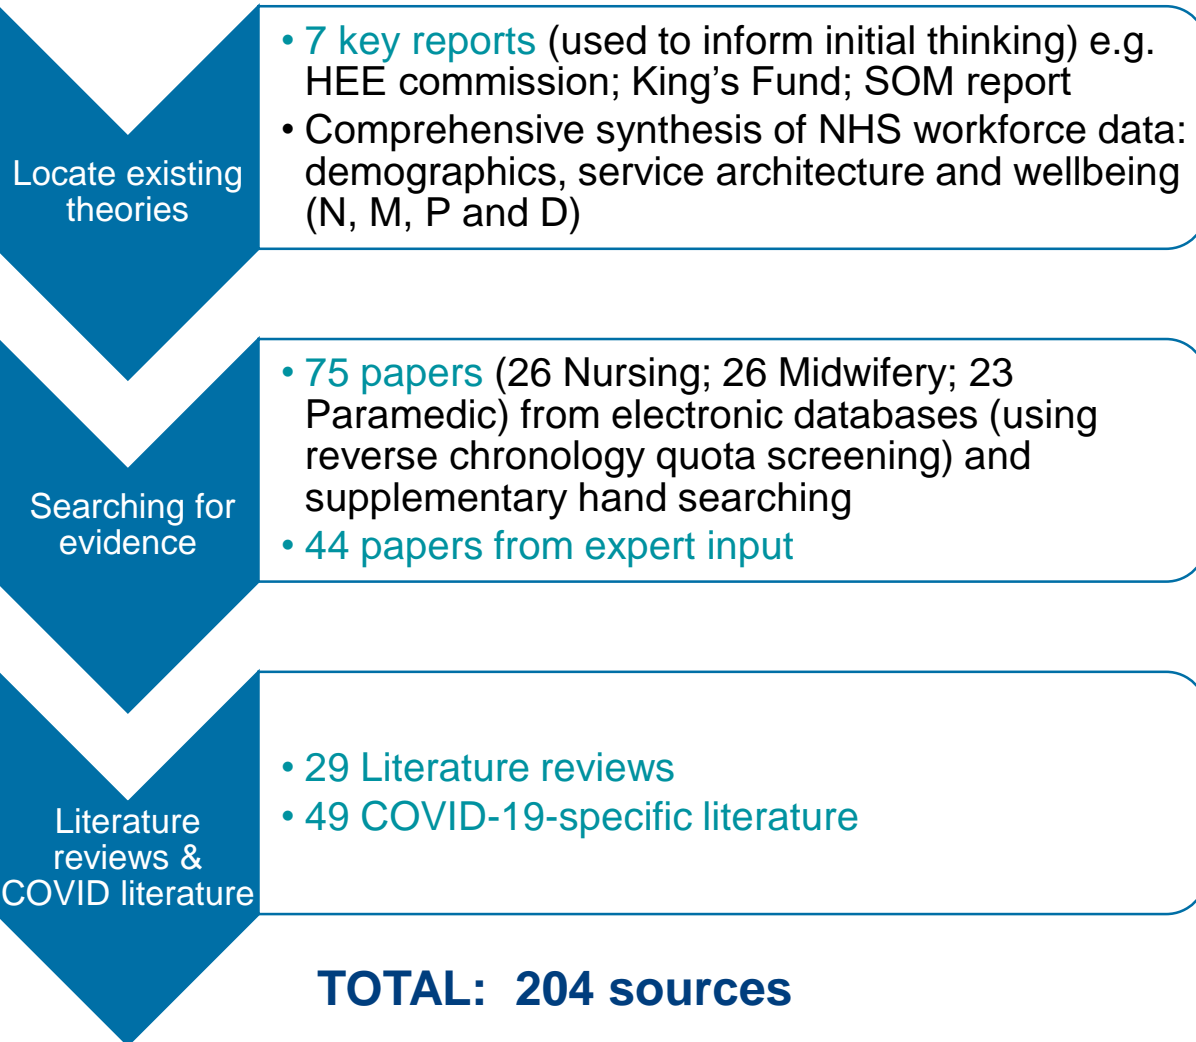 Locate existing
theories
• 7 key reports (used to inform initial thinking) e.g.
HEE commission; King's Fund; SOM report
• Comprehensive synthesis of NHS workforce data:
demographics, service architecture and wellbeing
(N, M, P and D)
Searching for
evidence
• 75 papers (26 Nursing; 26 Midwifery; 23
Paramedic) from electronic databases (using
reverse chronology quota screening) and
supplementary hand searching
• 44 papers from expert input
Literature
reviews &
COVID literature
• 29 Literature reviews
• 49 COVID-19-specific literature
TOTAL: 204 sources